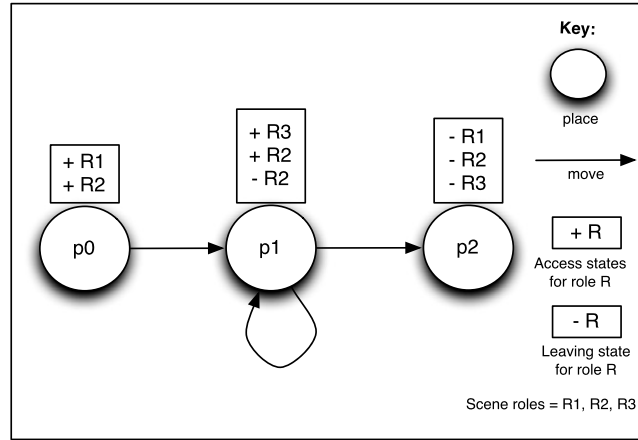 + R1
+ R2
p0
+ R3
+ R2
- R2
p1
- R1
- R2
- R3
p2
Key:
place
move
+ R
Access states
for role R
- R
Leaving state
for role R
Scene roles = R1, R2, R3